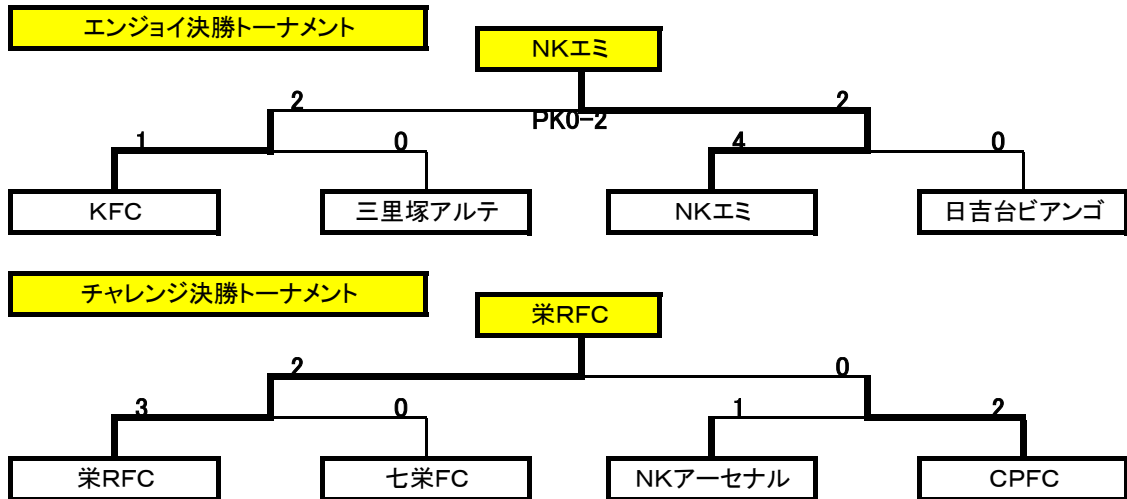 エンジョイ決勝トーナメント
NKエミ
2 2
PK0-2
1 0 4 0
KFC 三里塚アルテ NKエミ 日吉台ビアンゴ
チャレンジ決勝トーナメント
栄RFC
2 0
3 0 1 2
栄RFC 七栄FC NKアーセナル CPFC